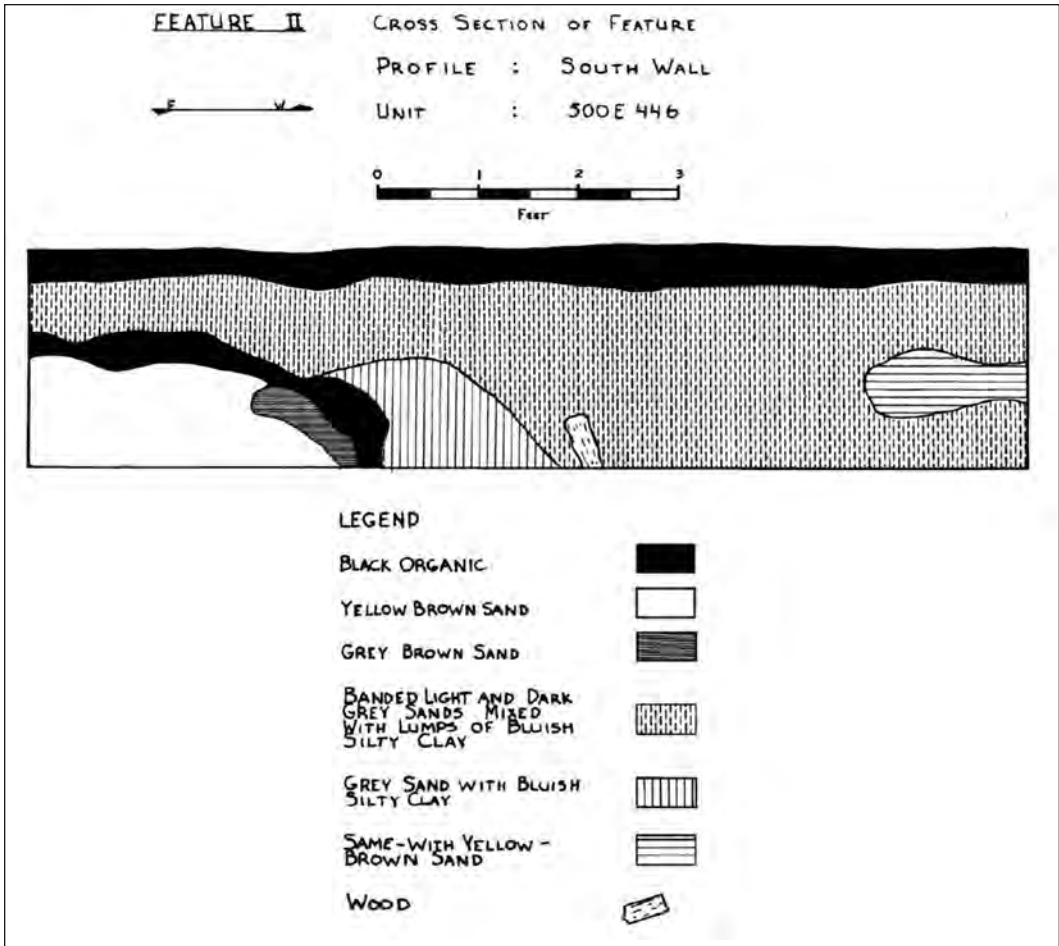 FEATURE II
CROSS SECTION OF FEATURE
PROFILE : SOUTH WALL
E W
UNIT : 500E 446
0 1 2 3
FEET
LEGEND
BLACK ORGANIC
YELLOW BROWN SAND
GREY BROWN SAND
BANDED LIGHT AND DARK
GREY SANDS MIXED
WITH LUMPS OF BLUISH
SILTY CLAY
GREY SAND WITH BLUISH
SILTY CLAY
SAME-WITH YELLOW-
BROWN SAND
WOOD